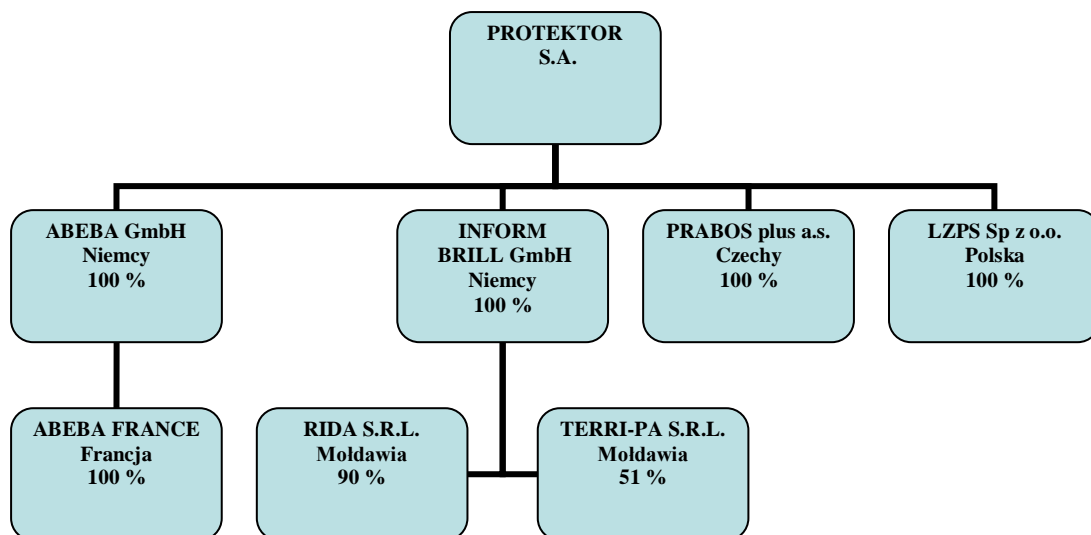 PROTEKTOR
S.A.
ABEBA GmbH
Niemcy
100 %
INFORM
BRILL GmbH
Niemcy
100 %
PRABOS plus a.s.
Czechy
100 %
LZPS Sp z o.o.
Polska
100 %
ABEBA FRANCE
Francja
100 %
RIDA S.R.L.
Mołdawia
90 %
TERRI-PA S.R.L.
Mołdawia
51 %